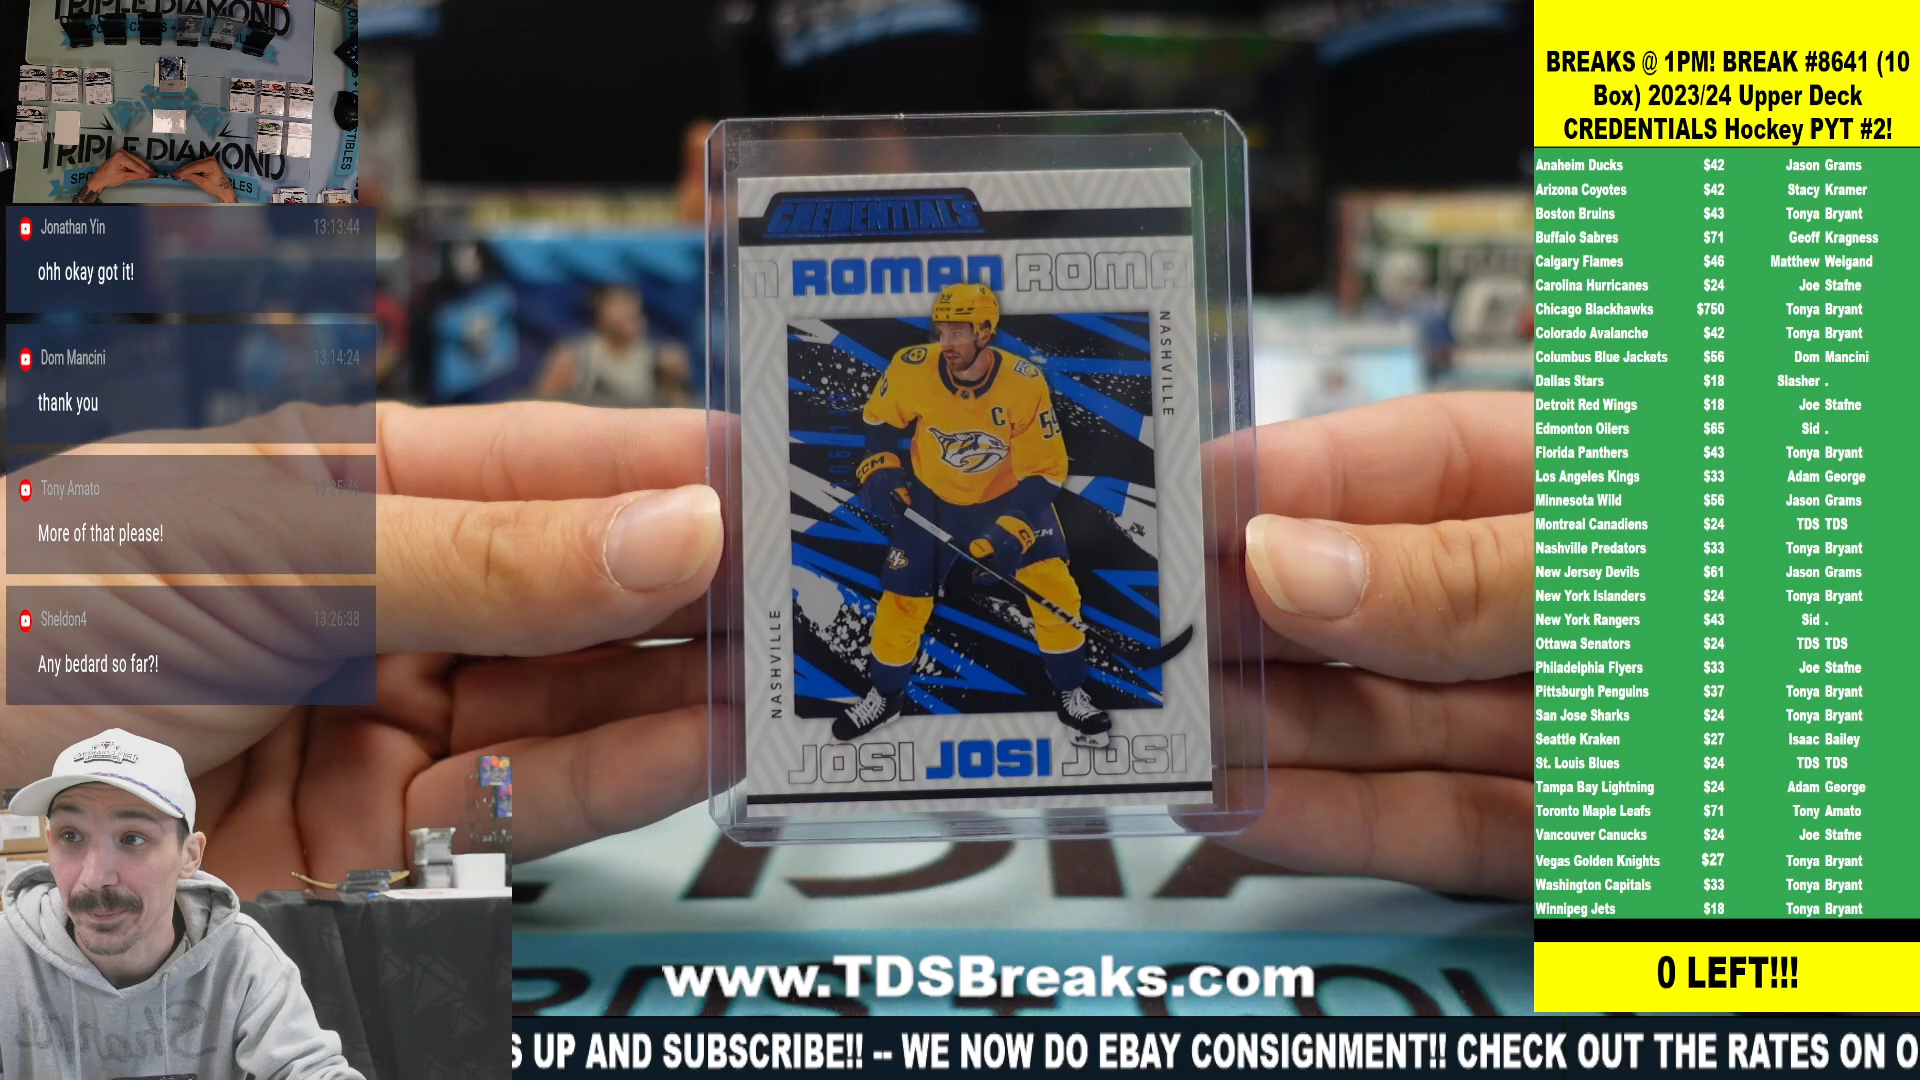 TRIPLE DIAMOND
TRIPLE DIAMOND
Jonathan Yin 13:13:44
ohh okay got it!
Dom Mancini 13:14:24
thank you
Tony Amato 13:25:46
More of that please!
Sheldon4 13:26:38
Any bedard so far?!
CREDENTIALS
ROMAN
NASHVILLE
C
59
CCM
NASHVILLE
JOSI JOSI JOSI
www.TDSBreaks.com
S UP AND SUBSCRIBE!! -- WE NOW DO EBAY CONSIGNMENT!! CHECK OUT THE RATES ON O
BREAKS @ 1PM! BREAK #8641 (10
Box) 2023/24 Upper Deck
CREDENTIALS Hockey PYT #2!
Anaheim Ducks $42 Jason Grams
Arizona Coyotes $42 Stacy Kramer
Boston Bruins $43 Tonya Bryant
Buffalo Sabres $71 Geoff Kragness
Calgary Flames $46 Matthew Weigand
Carolina Hurricanes $24 Joe Stafne
Chicago Blackhawks $750 Tonya Bryant
Colorado Avalanche $42 Tonya Bryant
Columbus Blue Jackets $56 Dom Mancini
Dallas Stars $18 Slasher .
Detroit Red Wings $18 Joe Stafne
Edmonton Oilers $65 Sid .
Florida Panthers $43 Tonya Bryant
Los Angeles Kings $33 Adam George
Minnesota Wild $56 Jason Grams
Montreal Canadiens $24 TDS TDS
Nashville Predators $33 Tonya Bryant
New Jersey Devils $61 Jason Grams
New York Islanders $24 Tonya Bryant
New York Rangers $43 Sid .
Ottawa Senators $24 TDS TDS
Philadelphia Flyers $33 Joe Stafne
Pittsburgh Penguins $37 Tonya Bryant
San Jose Sharks $24 Tonya Bryant
Seattle Kraken $27 Isaac Bailey
St. Louis Blues $24 TDS TDS
Tampa Bay Lightning $24 Adam George
Toronto Maple Leafs $71 Tony Amato
Vancouver Canucks $24 Joe Stafne
Vegas Golden Knights $27 Tonya Bryant
Washington Capitals $33 Tonya Bryant
Winnipeg Jets $18 Tonya Bryant
0 LEFT!!!